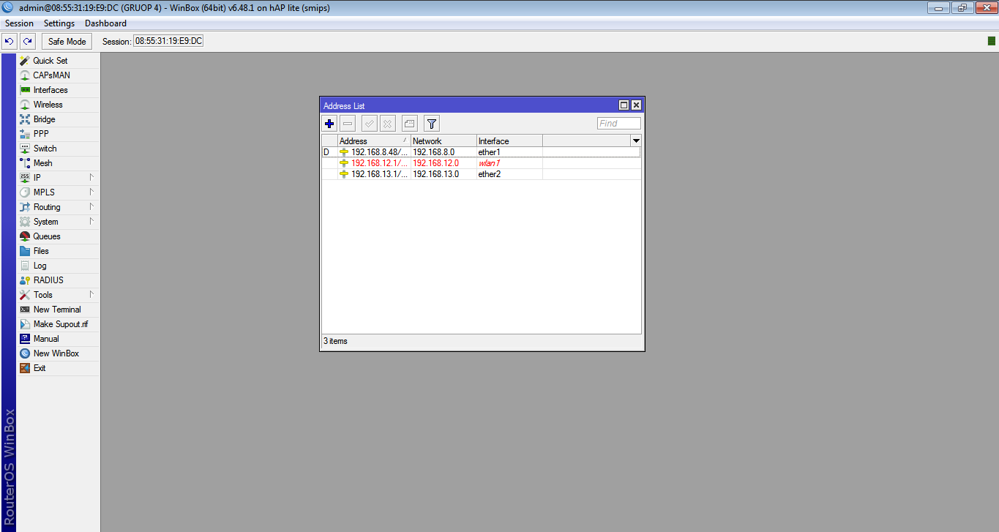 admin@08:55:31:19:E9:DC (GRUOP 4) - WinBox (64bit) v6.48.1 on hAP lite (smips)
Session Settings Dashboard
Safe Mode Session: 08:55:31:19:E9:DC
Quick Set
CAPsMAN
Interfaces
Wireless
Bridge
PPP
Switch
Mesh
255 IP
MPLS
Routing
System
Queues
Files
Log
RADIUS
Tools
New Terminal
Make Supout.rif
Manual
New WinBox
Exit
RouterOS WinBox
Address List
Find
Address Network Interface
D 192.168.8.48/... 192.168.8.0 ether1
192.168.12.1/... 192.168.12.0 wlan1
192.168.13.1/... 192.168.13.0 ether2
3 items